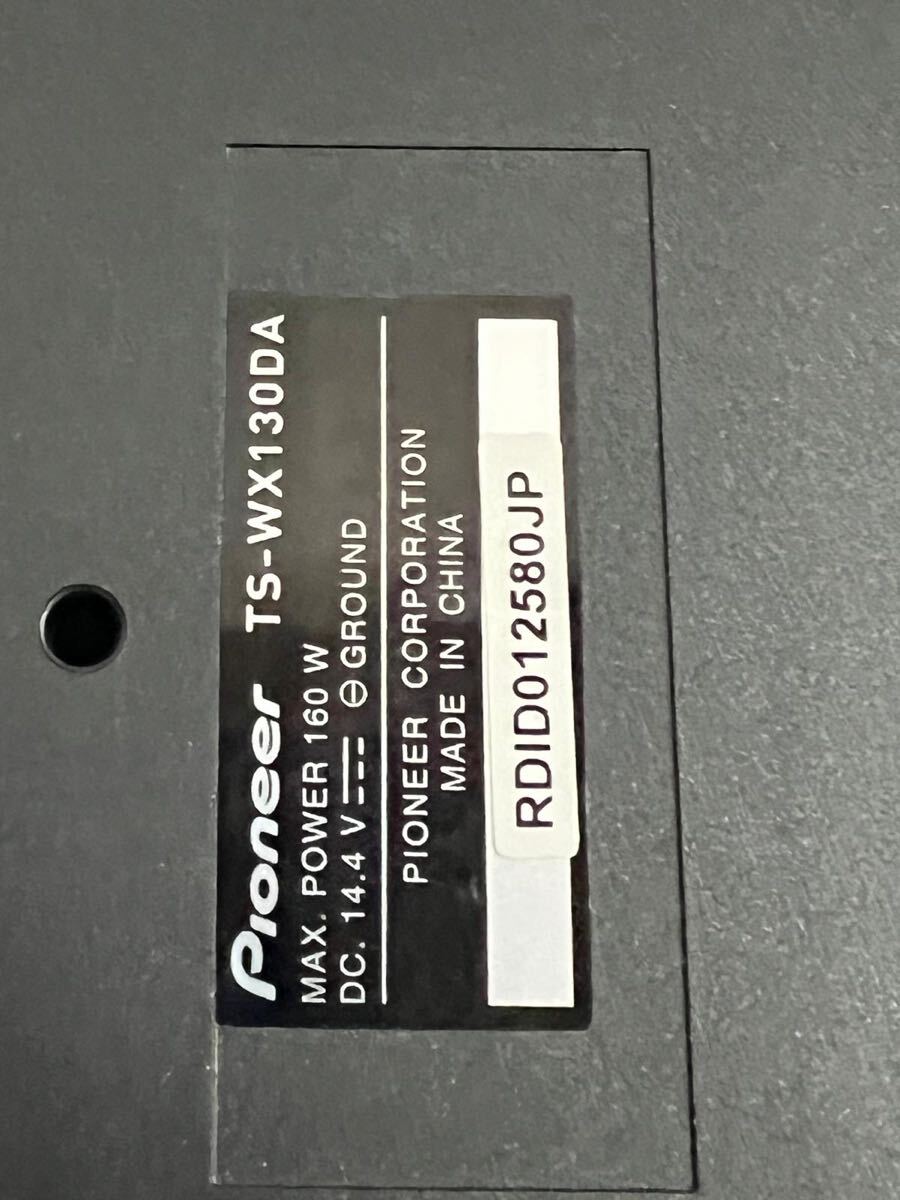 Pioneer TS-WX130DA
MAX. POWER 160 W
DC. 14.4 V ⎓ ⊖ GROUND
PIONEER CORPORATION
MADE IN CHINA
RDID012580JP